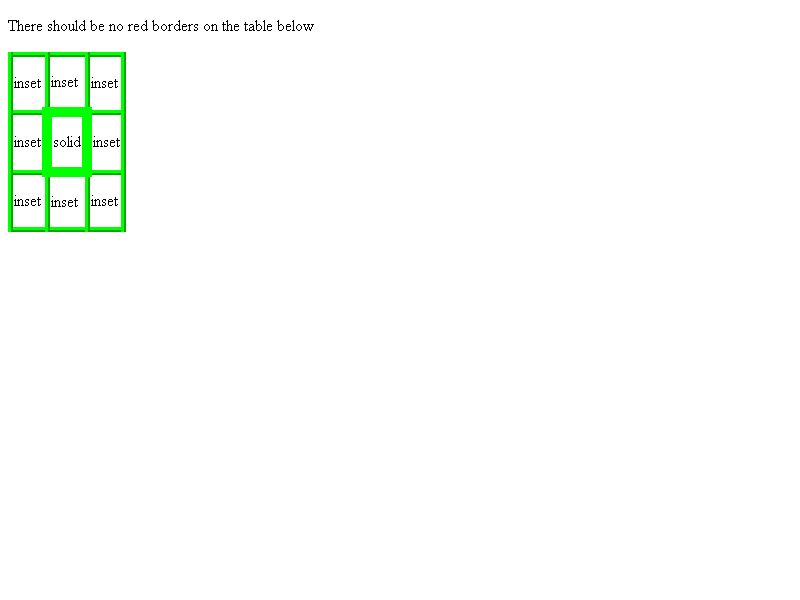 There should be no red borders on the table below
inset inset inset
inset solid inset
inset inset inset